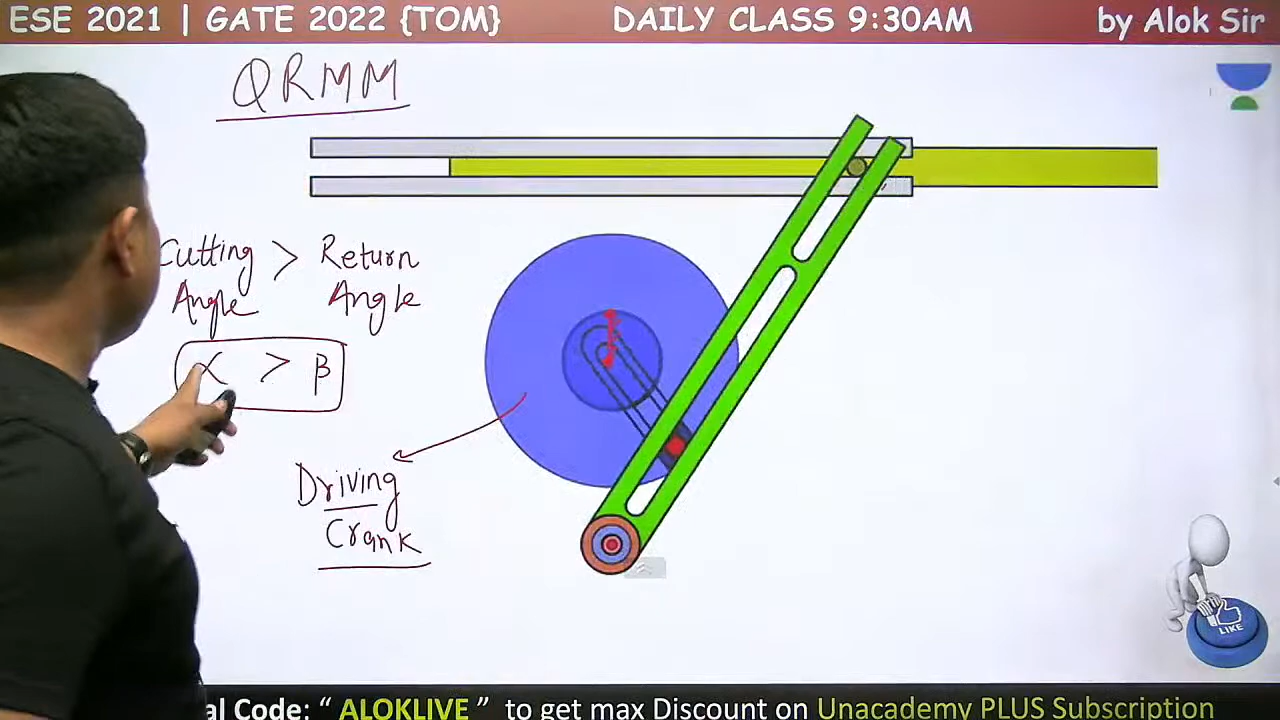 ESE 2021 | GATE 2022 {TOM} DAILY CLASS 9:30AM by Alok Sir
QRMM
Cutting > Return
Angle Angle
α > β
Driving
Crank
LIKE
al Code: “ ALOKLIVE ” to get max Discount on Unacademy PLUS Subscription